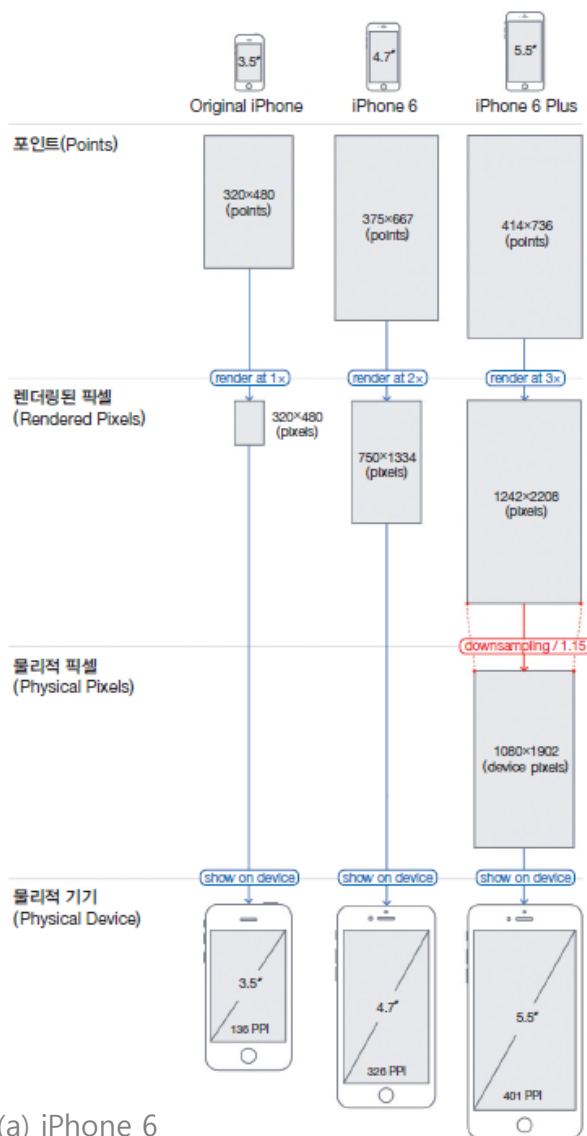 3.5″ 4.7″ 5.5″
Original iPhone iPhone 6 iPhone 6 Plus
포인트(Points)
320×480
(points)
375×667
(points)
414×736
(points)
render at 1× render at 2× render at 3×
렌더링된 픽셀
(Rendered Pixels)
320×480
(pixels)
750×1334
(pixels)
1242×2208
(pixels)
downsampling / 1.15
물리적 픽셀
(Physical Pixels)
1080×1902
(device pixels)
show on device show on device show on device
물리적 기기
(Physical Device)
3.5″
136 PPI
4.7″
326 PPI
5.5″
401 PPI
(a) iPhone 6